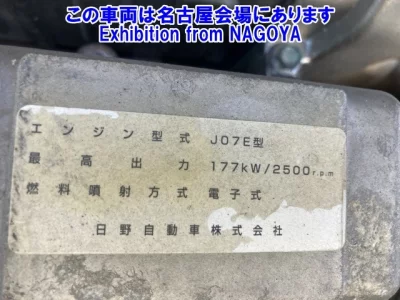 この車両は名古屋会場にあります
Exhibition from NAGOYA
エンジン型式 J07E型
最高出力 177kW/2500r.p.m
燃料噴射方式 電子式
日野自動車株式会社